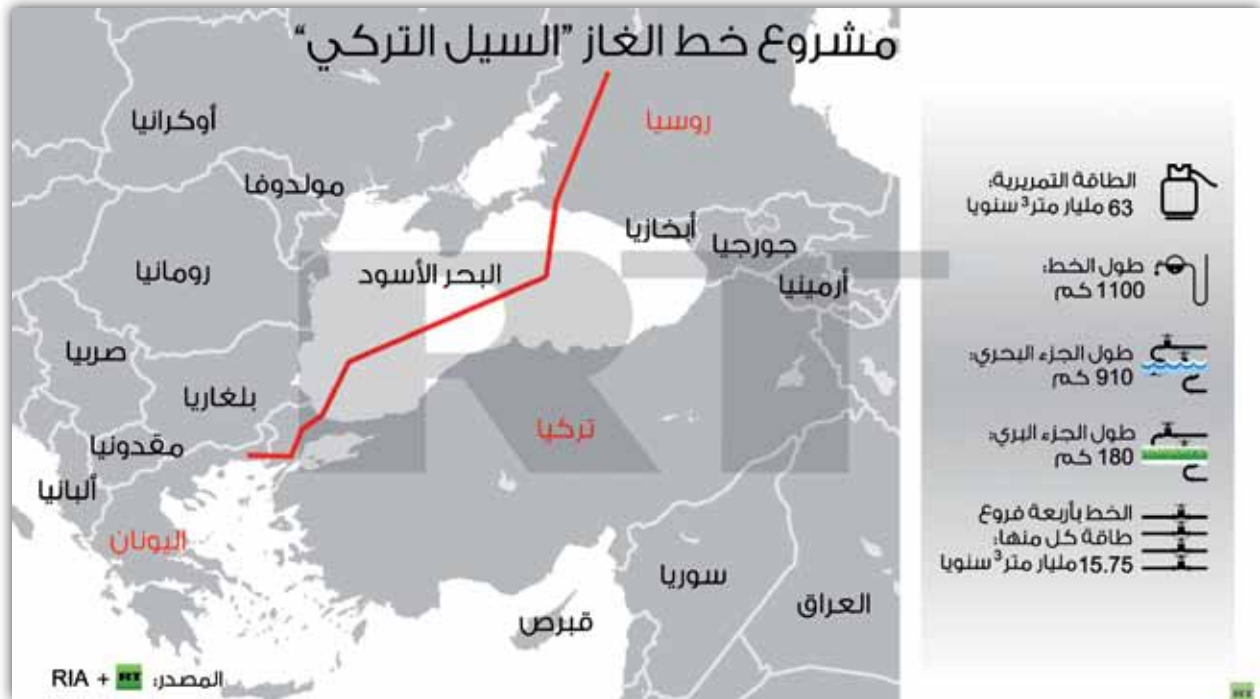 مشروع خط الغاز "السيل التركي"
أوكرانيا
روسيا
مولدوفا
أبخازيا
جورجيا
أرمينيا
رومانيا
البحر الأسود
صربيا
بلغاريا
تركيا
مقدونيا
ألبانيا
اليونان
سوريا
العراق
قبرص
المصدر: RT + RIA
RT
الطاقة التمريرية:
63 مليار متر³ سنويا
طول الخط:
1100 كم
طول الجزء البحري:
910 كم
طول الجزء البري:
180 كم
الخط بأربعة فروع
طاقة كل منها:
15.75 مليار متر³ سنويا
RT